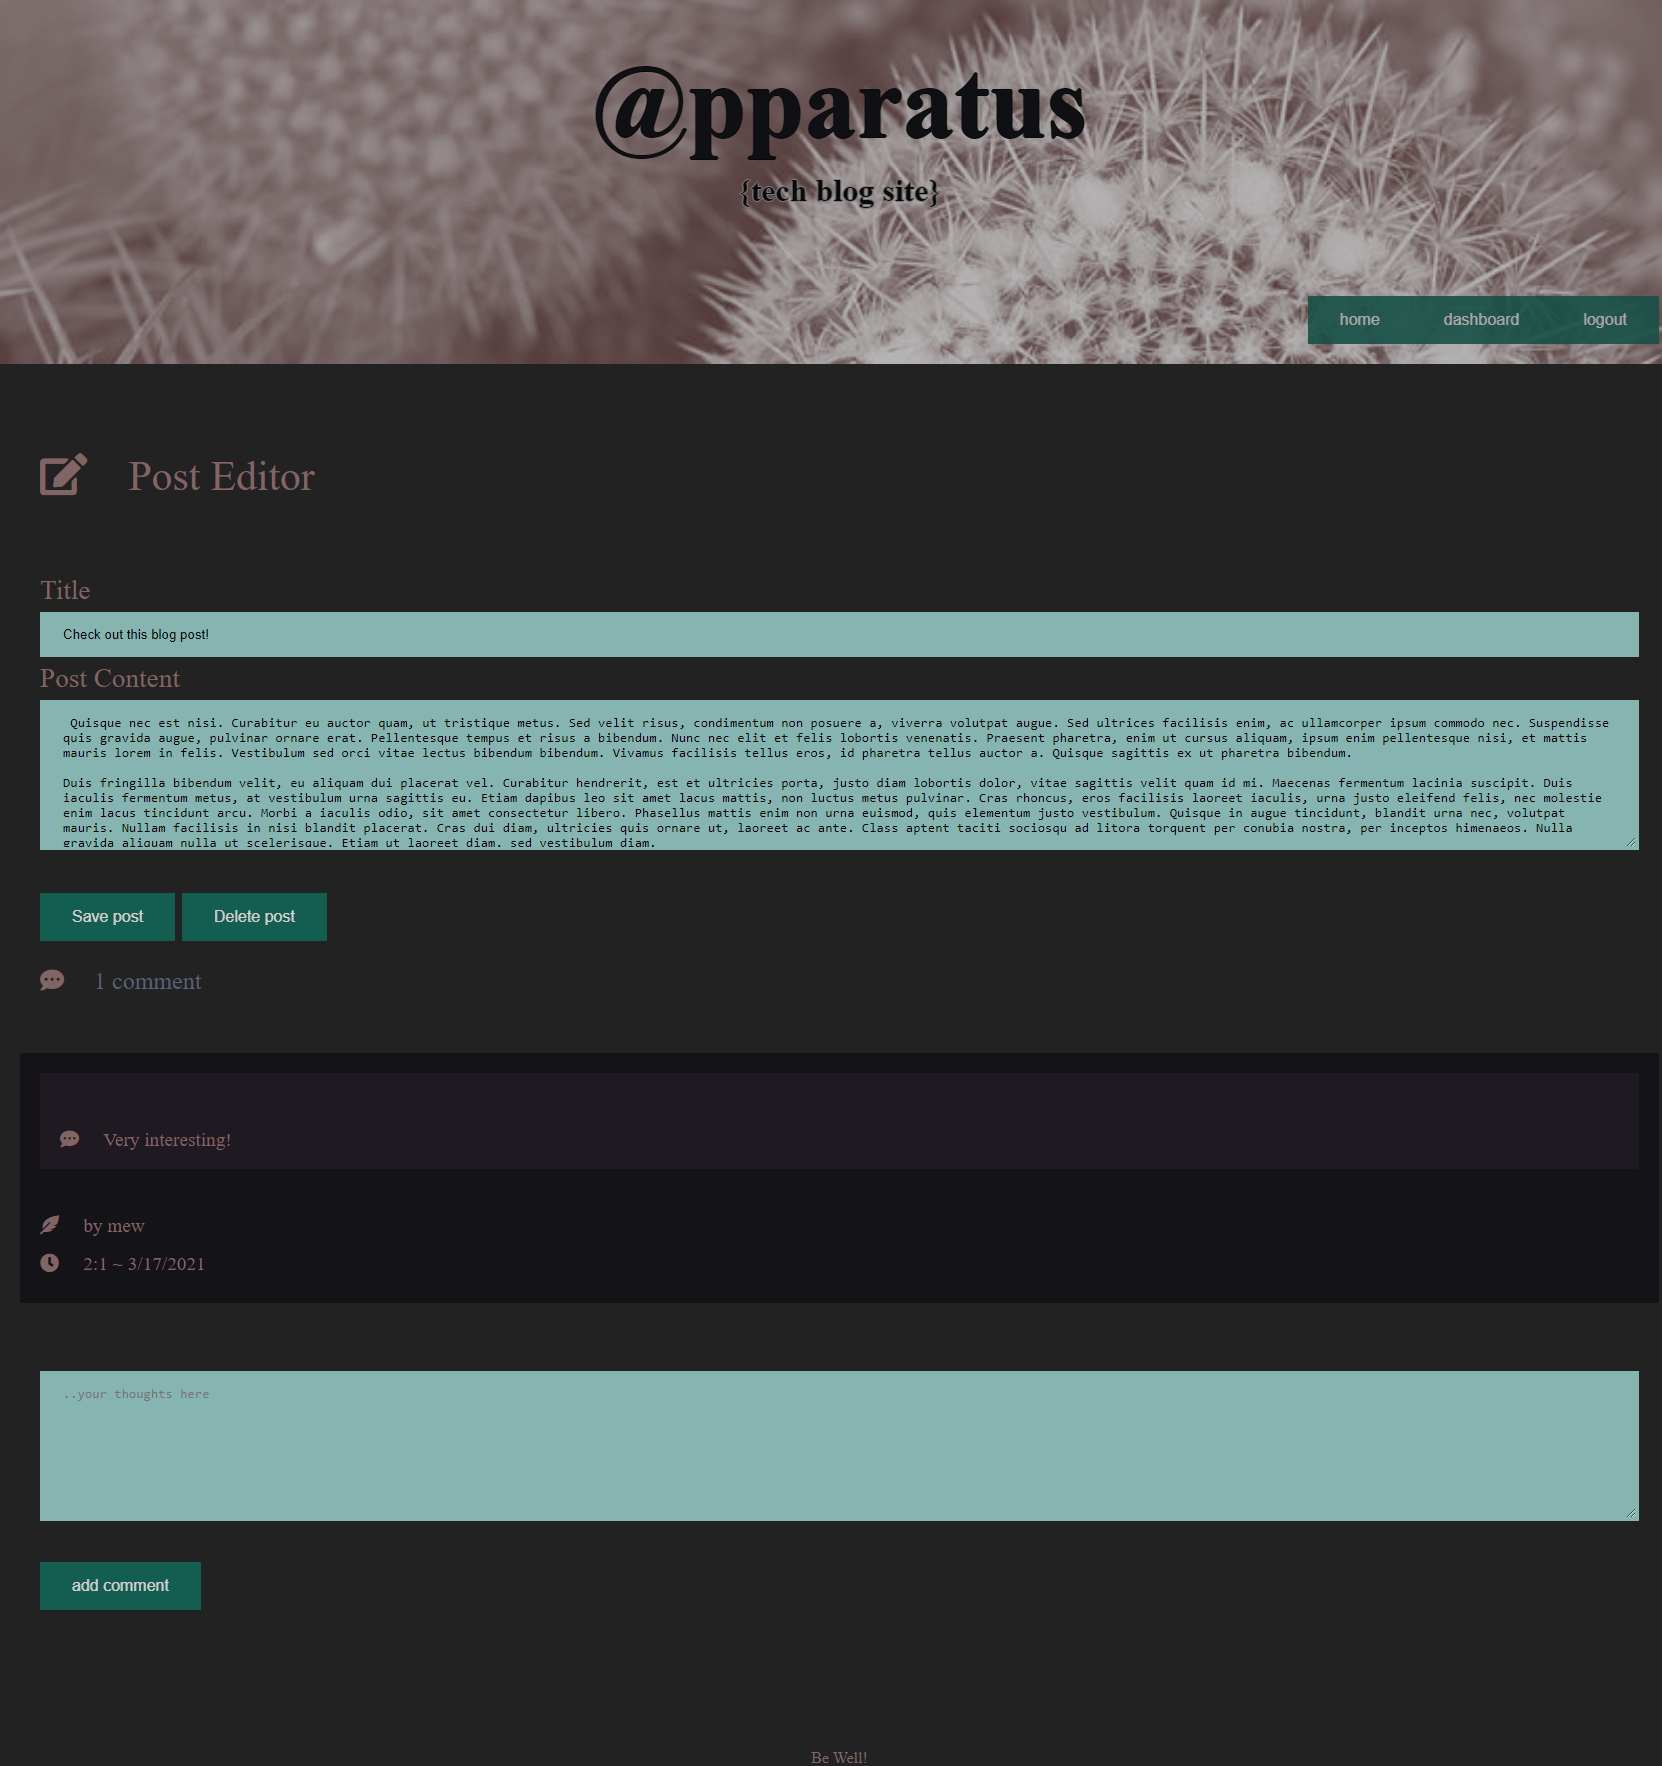 @pparatus
{tech blog site}
home dashboard logout
Post Editor
Title
Check out this blog post!
Post Content
Quisque nec est nisi. Curabitur eu auctor quam, ut tristique metus. Sed velit risus, condimentum non posuere a, viverra volutpat augue. Sed ultrices facilisis enim, ac ullamcorper ipsum commodo nec. Suspendisse
quis gravida augue, pulvinar ornare erat. Pellentesque tempus et risus a bibendum. Nunc nec elit et felis lobortis venenatis. Praesent pharetra, enim ut cursus aliquam, ipsum enim pellentesque nisi, et mattis
mauris lorem in felis. Vestibulum sed orci vitae lectus bibendum bibendum. Vivamus facilisis tellus eros, id pharetra tellus auctor a. Quisque sagittis ex ut pharetra bibendum.
Duis fringilla bibendum velit, eu aliquam dui placerat vel. Curabitur hendrerit, est et ultricies porta, justo diam lobortis dolor, vitae sagittis velit quam id mi. Maecenas fermentum lacinia suscipit. Duis
iaculis fermentum metus, at vestibulum urna sagittis eu. Etiam dapibus leo sit amet lacus mattis, non luctus metus pulvinar. Cras rhoncus, eros facilisis laoreet iaculis, urna justo eleifend felis, nec molestie
enim lacus tincidunt arcu. Morbi a iaculis odio, sit amet consectetur libero. Phasellus mattis enim non urna euismod, quis elementum justo vestibulum. Quisque in augue tincidunt, blandit urna nec, volutpat
mauris. Nullam facilisis in nisi blandit placerat. Cras dui diam, ultricies quis ornare ut, laoreet ac ante. Class aptent taciti sociosqu ad litora torquent per conubia nostra, per inceptos himenaeos. Nulla
gravida aliquam nulla ut scelerisque. Etiam ut laoreet diam, sed vestibulum diam.
Save post Delete post
1 comment
Very interesting!
by mew
2:1 ~ 3/17/2021
..your thoughts here
add comment
Be Well!